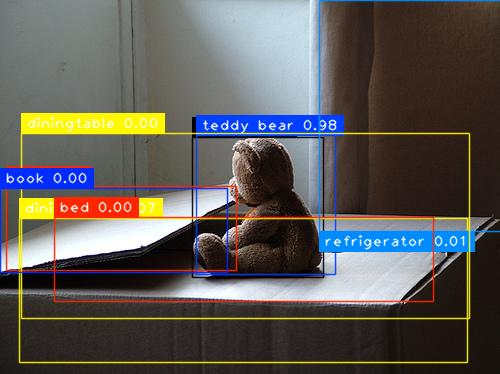 diningtable 0.00
teddy bear 0.98
book 0.00
bed 0.00
refrigerator 0.01